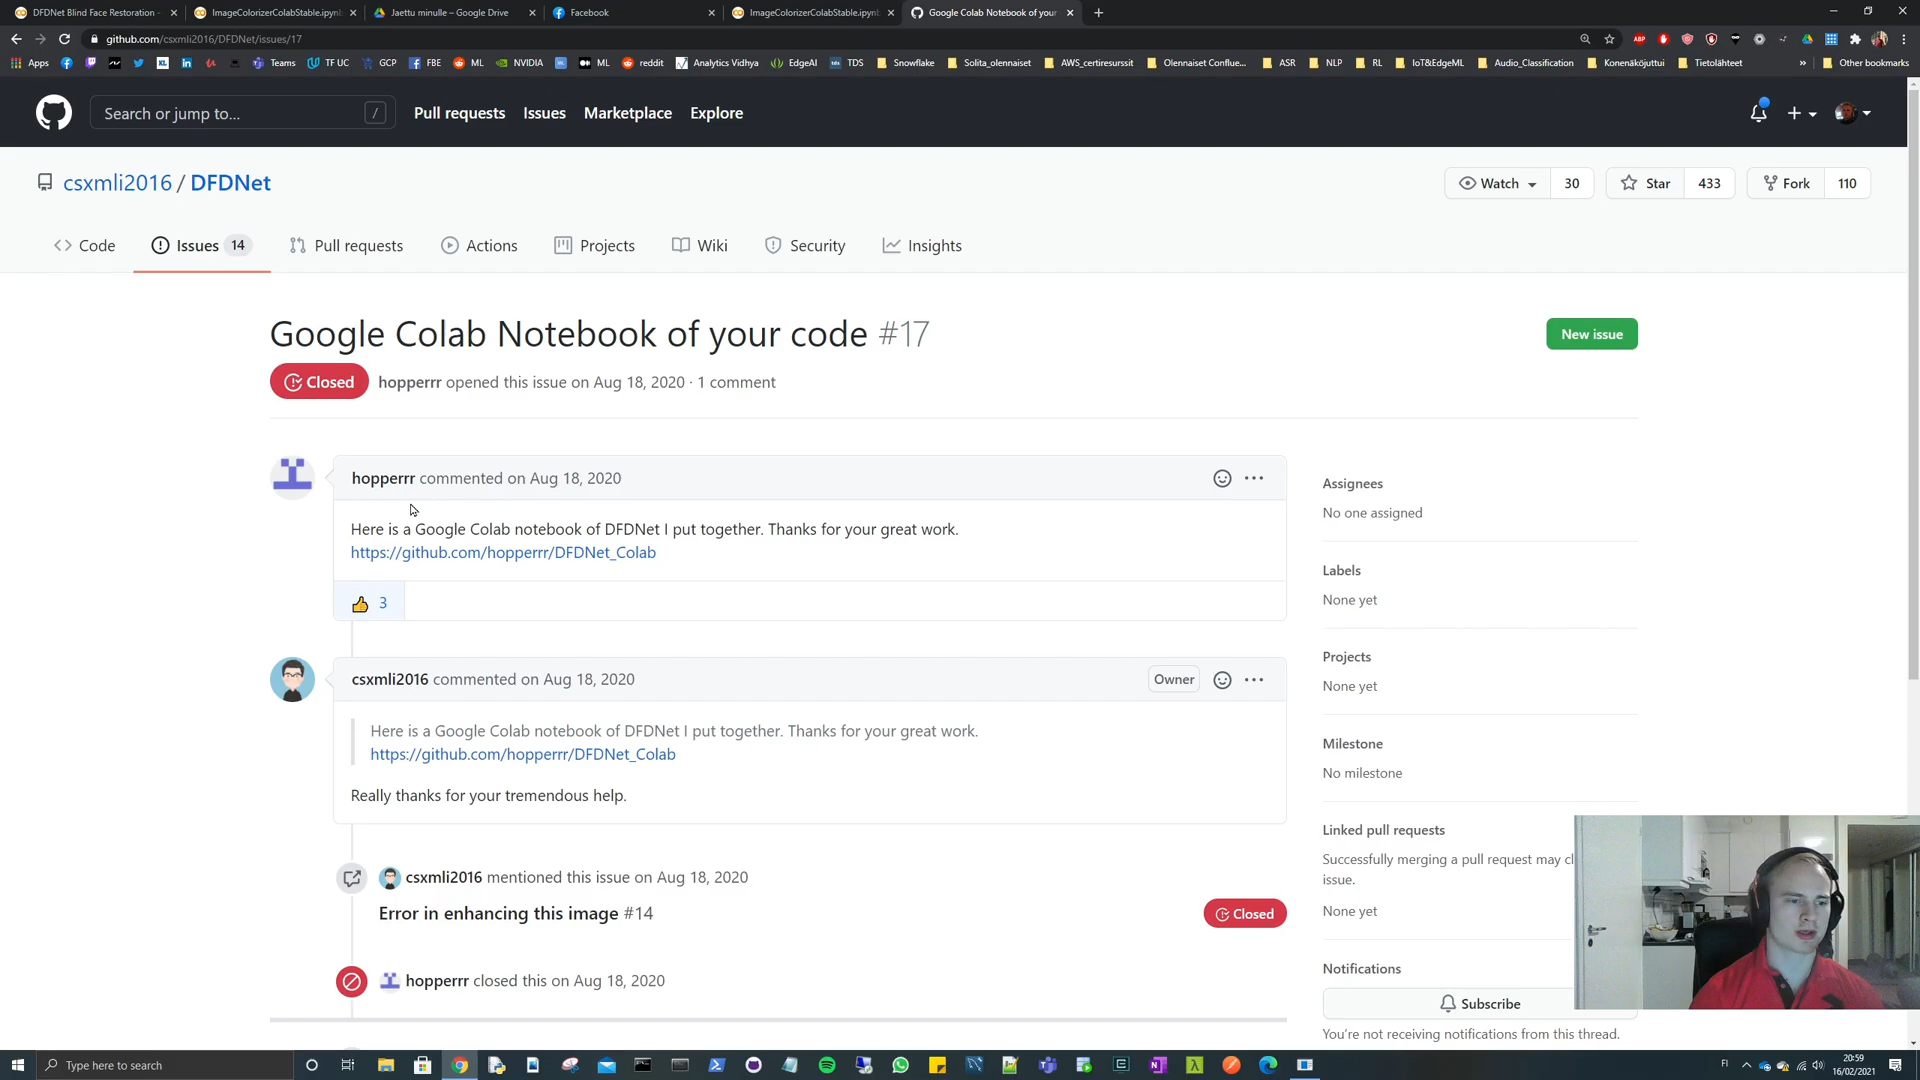 DFDNet Blind Face Restoration -
ImageColorizerColabStable.ipynb
Jaettu minulle – Google Drive
Facebook
ImageColorizerColabStable.ipynb
Google Colab Notebook of your
github.com/csxmli2016/DFDNet/issues/17
Apps
Teams
TF UC
GCP
FBE
ML
NVIDIA
ML
reddit
Analytics Vidhya
EdgeAI
TDS
Snowflake
Solita_olennaiset
AWS_certiresurssit
Olennaiset Conflue...
ASR
NLP
RL
IoT&EdgeML
Audio_Classification
Konenäköjuttui
Tietolähteet
»
Other bookmarks
Search or jump to... /
Pull requests Issues Marketplace Explore
csxmli2016 / DFDNet
Watch 30 Star 433 Fork 110
Code Issues 14 Pull requests Actions Projects Wiki Security Insights
Google Colab Notebook of your code #17
New issue
Closed hopperrr opened this issue on Aug 18, 2020 · 1 comment
hopperrr commented on Aug 18, 2020
Here is a Google Colab notebook of DFDNet I put together. Thanks for your great work.
https://github.com/hopperrr/DFDNet_Colab
3
csxmli2016 commented on Aug 18, 2020 Owner
Here is a Google Colab notebook of DFDNet I put together. Thanks for your great work.
https://github.com/hopperrr/DFDNet_Colab
Really thanks for your tremendous help.
csxmli2016 mentioned this issue on Aug 18, 2020
Error in enhancing this image #14 Closed
hopperrr closed this on Aug 18, 2020
Assignees
No one assigned
Labels
None yet
Projects
None yet
Milestone
No milestone
Linked pull requests
Successfully merging a pull request may cl
issue.
None yet
Notifications
Subscribe
You're not receiving notifications from this thread.
Type here to search
FI
20:59
16/02/2021